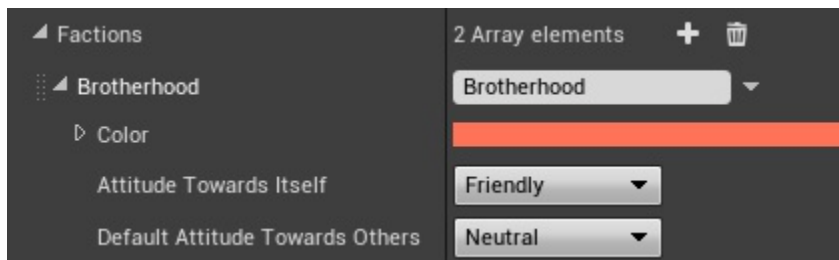 Factions 2 Array elements
Brotherhood Brotherhood
Color
Attitude Towards Itself Friendly
Default Attitude Towards Others Neutral